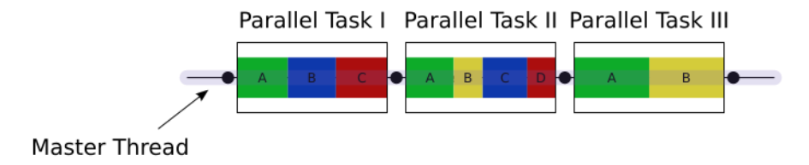 Parallel Task I Parallel Task II Parallel Task III
A B C A B C D A B
Master Thread